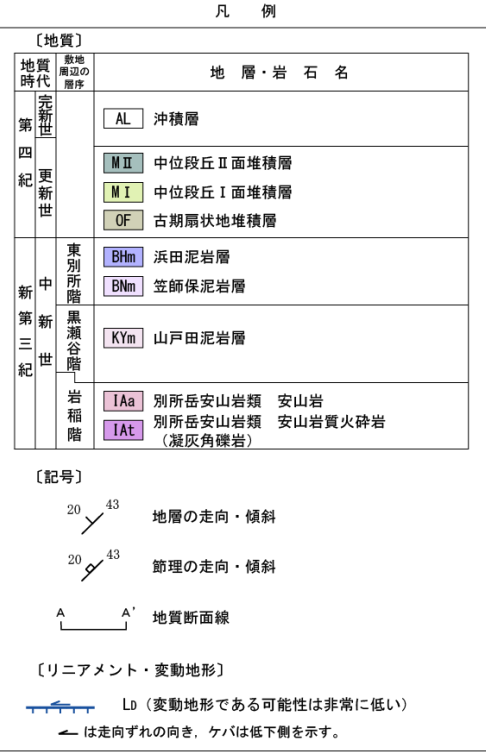 凡　例
〔地質〕
地質時代
敷地周辺の層序
地　層・岩　石　名
第四紀
完新世
AL 沖積層
更新世
MⅡ 中位段丘Ⅱ面堆積層
MⅠ 中位段丘Ⅰ面堆積層
OF 古期扇状地堆積層
新第三紀
中新世
東別所階
BHm 浜田泥岩層
BNm 笠師保泥岩層
黒瀬谷階
KYm 山戸田泥岩層
岩稲階
IAa 別所岳安山岩類　安山岩
IAt 別所岳安山岩類　安山岩質火砕岩
（凝灰角礫岩）
〔記号〕
20 43 地層の走向・傾斜
20 43 節理の走向・傾斜
A A' 地質断面線
〔リニアメント・変動地形〕
LD（変動地形である可能性は非常に低い）
は走向ずれの向き，ケバは低下側を示す。